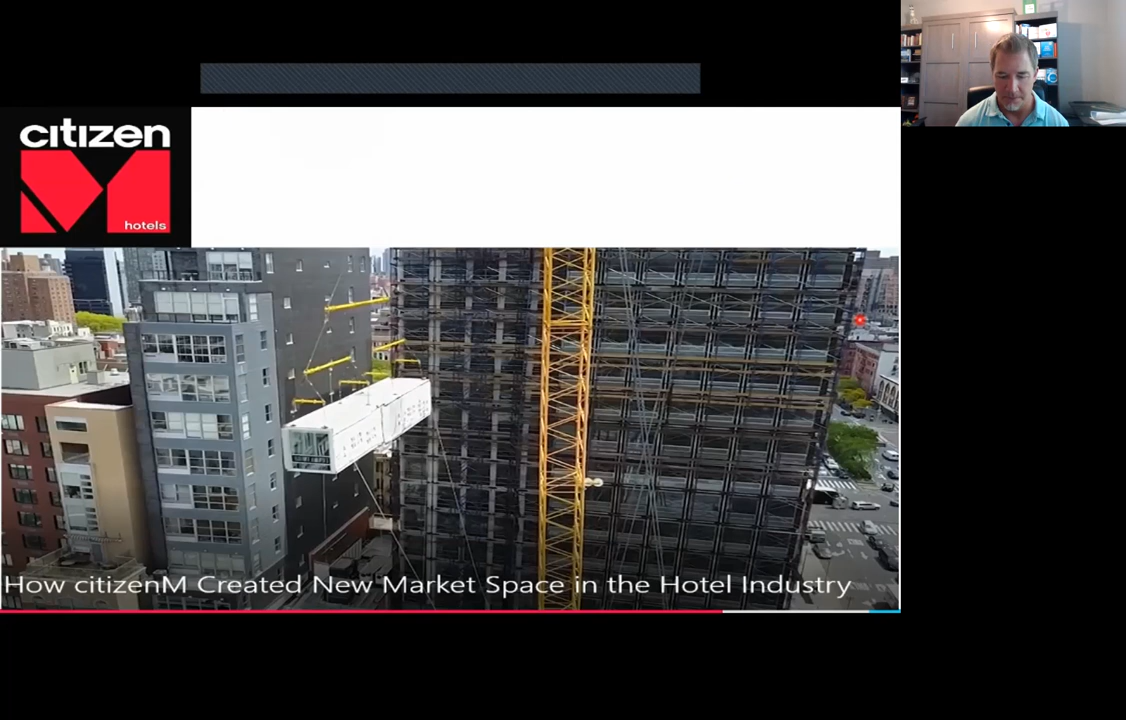 citizen
M
hotels
How citizenM Created New Market Space in the Hotel Industry